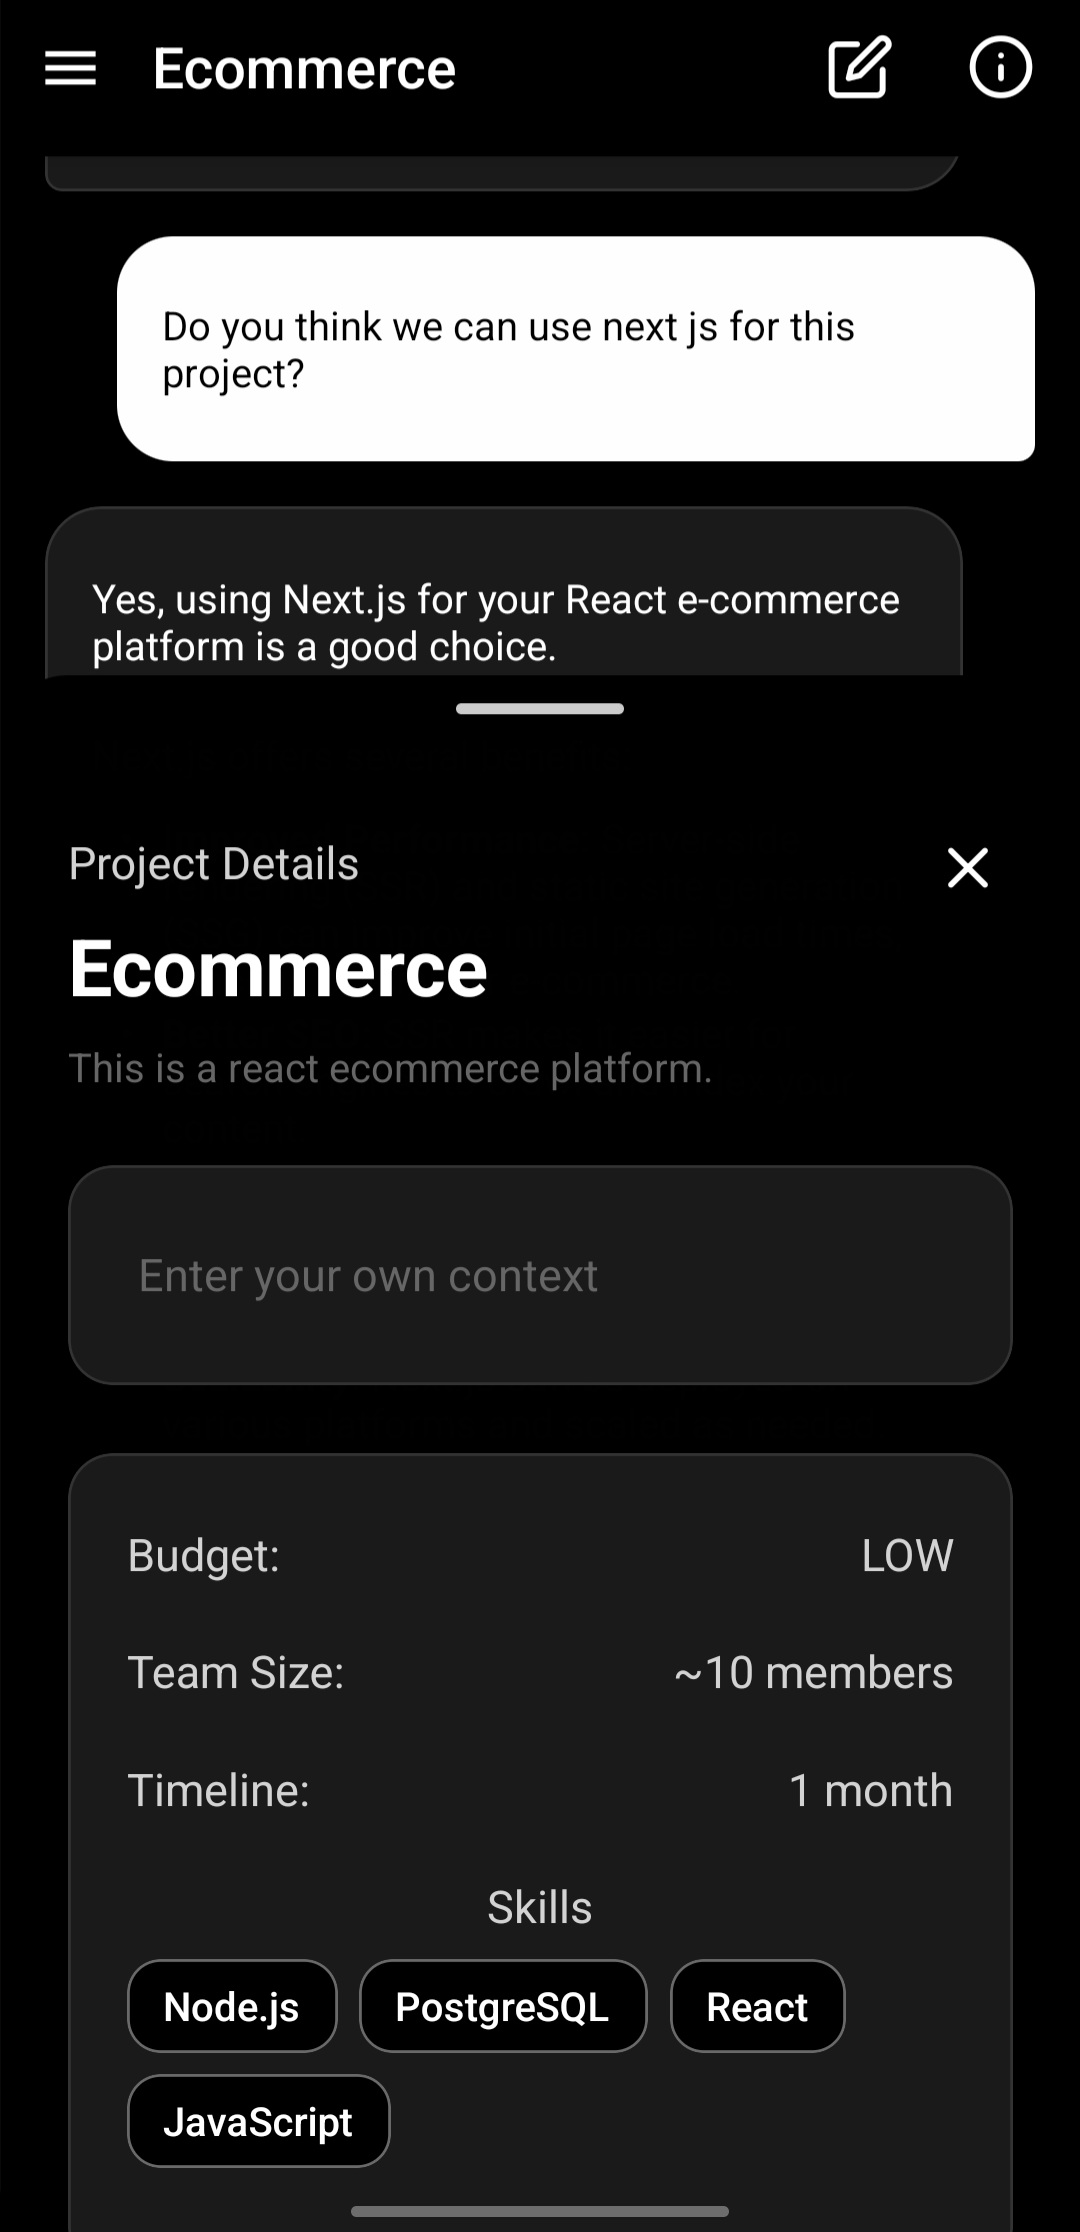 Ecommerce
Do you think we can use next js for this
project?
Yes, using Next.js for your React e-commerce
platform is a good choice.
Project Details
Ecommerce
This is a react ecommerce platform.
Enter your own context
Budget:
LOW
Team Size:
~10 members
Timeline:
1 month
Skills
Node.js
PostgreSQL
React
JavaScript